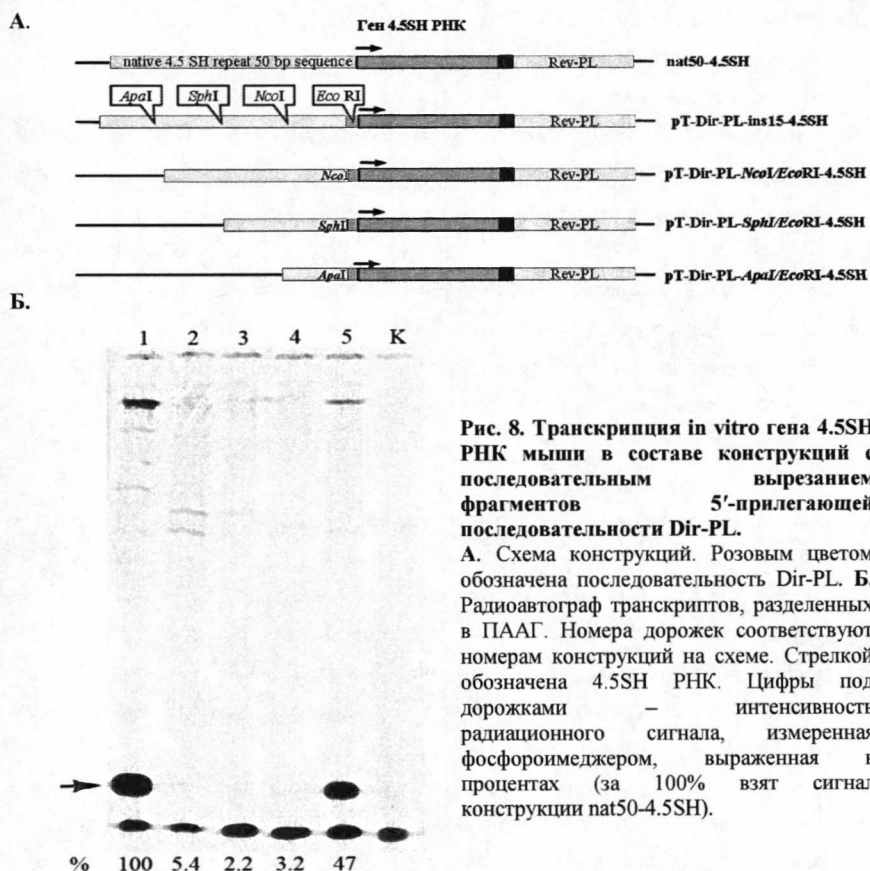 А.
Ген 4.5SH РНК
native 4.5 SH repeat 50 bp sequence
Rev-PL
nat50-4.5SH
ApaI
SphI
NcoI
Eco RI
Rev-PL
pT-Dir-PL-ins15-4.5SH
NcoI
Rev-PL
pT-Dir-PL-NcoI/EcoRI-4.5SH
SphI
Rev-PL
pT-Dir-PL-SphI/EcoRI-4.5SH
ApaI
Rev-PL
pT-Dir-PL-ApaI/EcoRI-4.5SH
Б.
1 2 3 4 5 К
% 100 5.4 2.2 3.2 47
Рис. 8. Транскрипция in vitro гена 4.5SH
РНК мыши в составе конструкций с
последовательным вырезанием
фрагментов 5′-прилегающей
последовательности Dir-PL.
А. Схема конструкций. Розовым цветом
обозначена последовательность Dir-PL. Б.
Радиоавтограф транскриптов, разделенных
в ПААГ. Номера дорожек соответствуют
номерам конструкций на схеме. Стрелкой
обозначена 4.5SH РНК. Цифры под
дорожками – интенсивность
радиационного сигнала, измеренная
фосфороимеджером, выраженная в
процентах (за 100% взят сигнал
конструкции nat50-4.5SH).